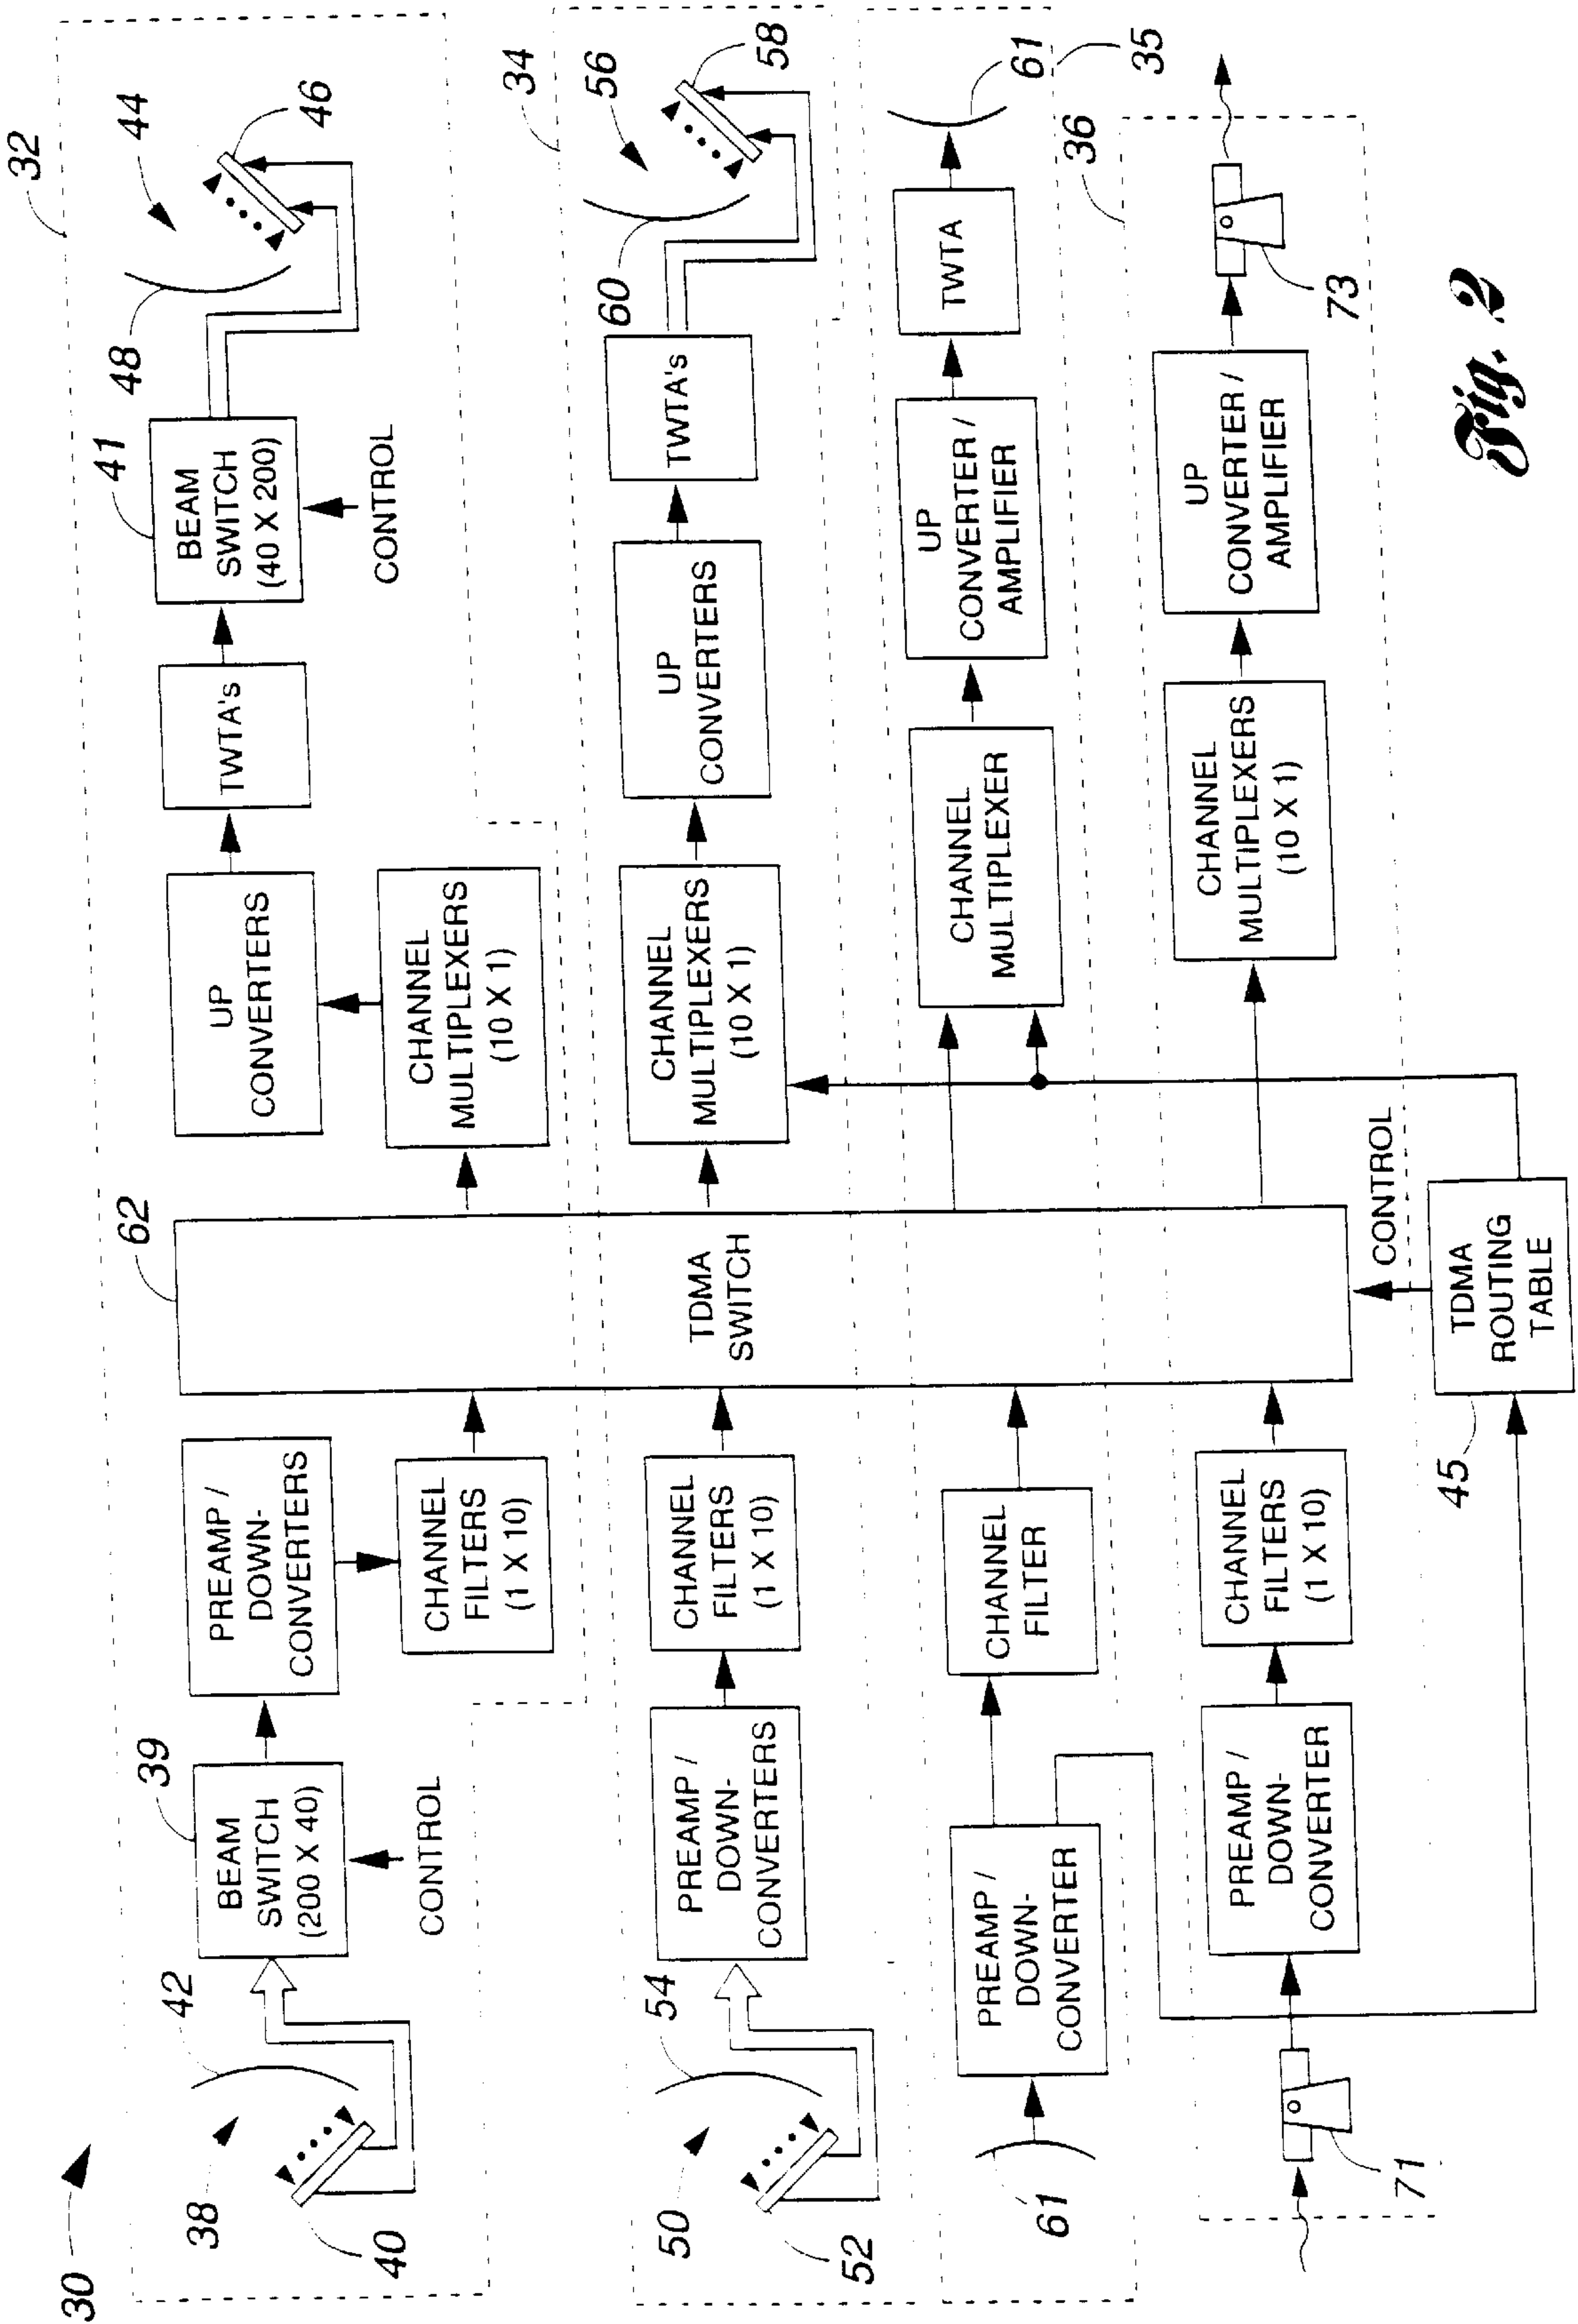 30
32
38
40
42
39
BEAM
SWITCH
(200 X 40)
CONTROL
PREAMP /
DOWN-
CONVERTERS
CHANNEL
FILTERS
(1 X 10)
62
TDMA
SWITCH
CHANNEL
MULTIPLEXERS
(10 X 1)
UP
CONVERTERS
TWTA's
41
BEAM
SWITCH
(40 X 200)
CONTROL
48
44
46
34
50
52
54
PREAMP /
DOWN-
CONVERTERS
CHANNEL
FILTERS
(1 X 10)
CHANNEL
MULTIPLEXERS
(10 X 1)
UP
CONVERTERS
TWTA's
60
56
58
61
PREAMP /
DOWN-
CONVERTER
CHANNEL
FILTER
CHANNEL
MULTIPLEXER
UP
CONVERTER /
AMPLIFIER
TWTA
61
35
36
71
PREAMP /
DOWN-
CONVERTER
CHANNEL
FILTERS
(1 X 10)
CHANNEL
MULTIPLEXERS
(10 X 1)
UP
CONVERTER /
AMPLIFIER
73
45
TDMA
ROUTING
TABLE
CONTROL
Fig. 2